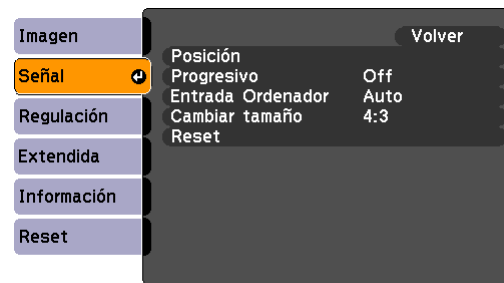 Imagen
Señal
Regulación
Extendida
Información
Reset
Volver
Posición
Progresivo Off
Entrada Ordenador Auto
Cambiar tamaño 4:3
Reset